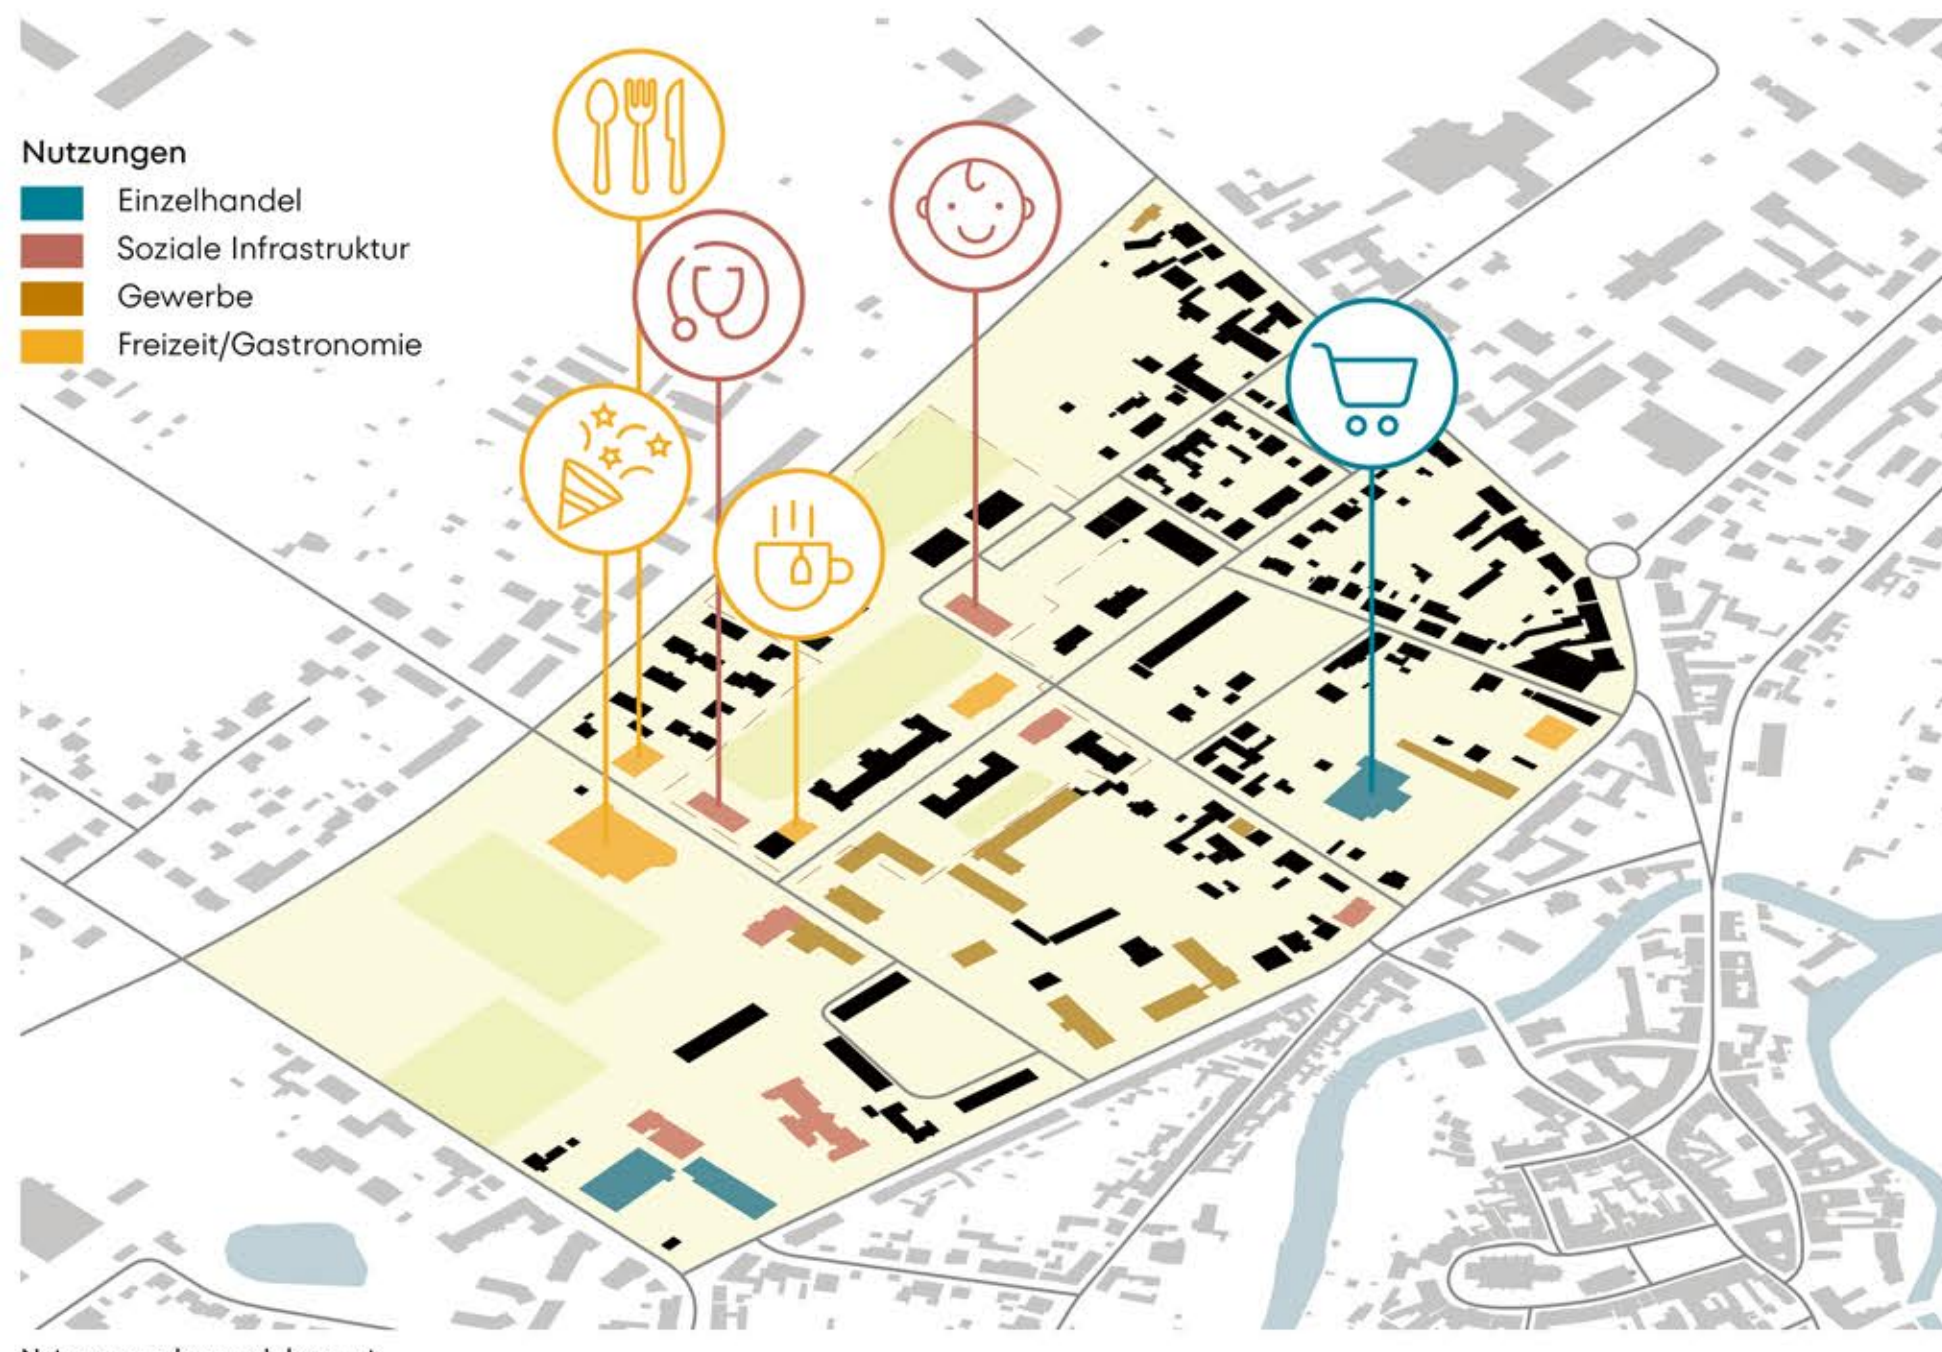 Nutzungen
Einzelhandel
Soziale Infrastruktur
Gewerbe
Freizeit/Gastronomie